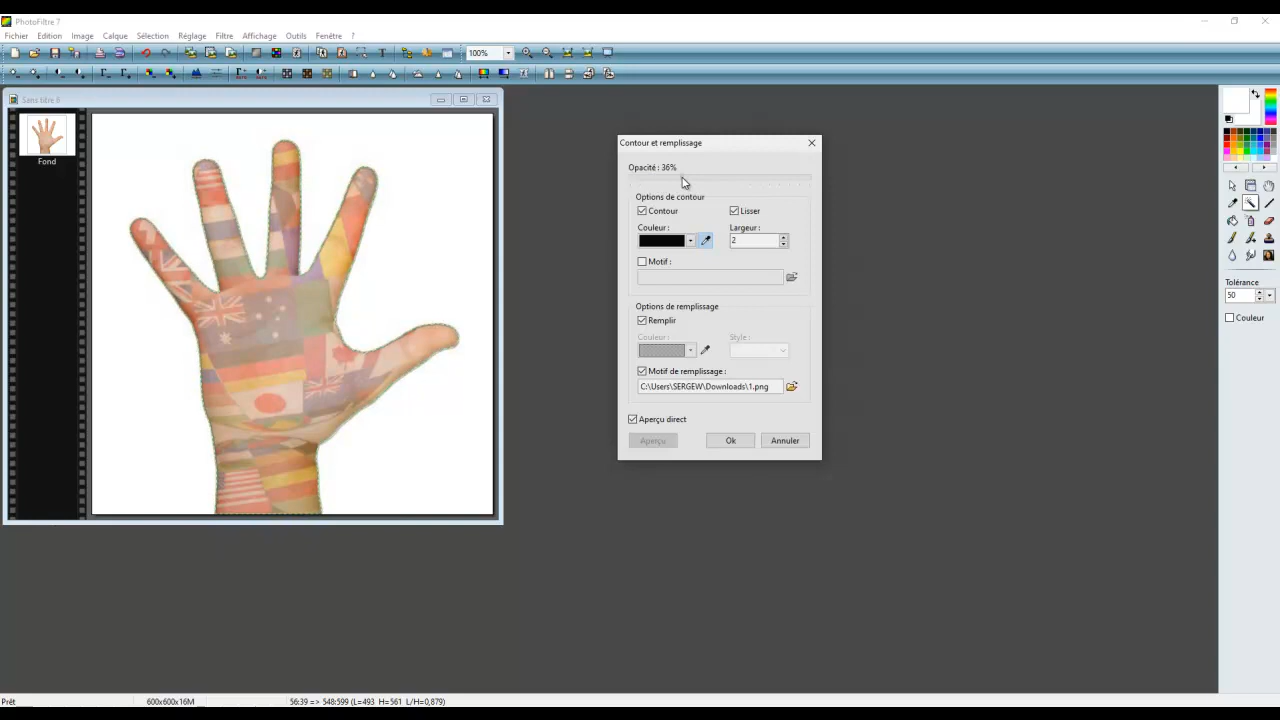 PhotoFiltre 7
Fichier Edition Image Calque Sélection Réglage Filtre Affichage Outils Fenêtre ?
100%
Sans titre 8
Fond
Contour et remplissage
Opacité : 36%
Options de contour
Contour Lisser
Couleur : Largeur :
2
Motif :
Options de remplissage
Remplir
Couleur : Style :
Motif de remplissage :
C:\Users\SERGEW\Downloads\1.png
Aperçu direct
Aperçu Ok Annuler
Tolérance
50
Couleur
Prêt 600x600x16M 56:39 => 548:599 (L=493 H=561 L/H=0,879)